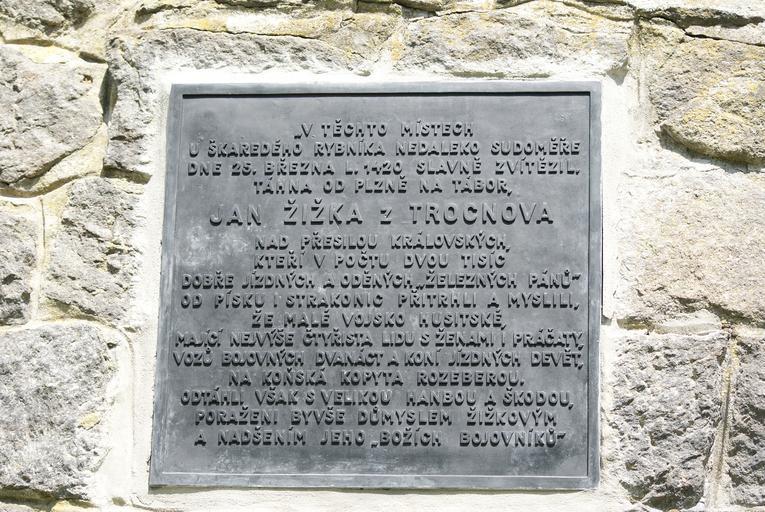 „V TĚCHTO MÍSTECH
U ŠKAREDÉHO RYBNÍKA NEDALEKO SUDOMĚŘE
DNE 25. BŘEZNA L. 1420 SLAVNĚ ZVÍTĚZIL,
TÁHNA OD PLZNĚ NA TÁBOR,
JAN ŽIŽKA z TROCNOVA
NAD PŘESILOU KRÁLOVSKÝCH,
KTEŘÍ V POČTU DVOU TISÍC
DOBŘE JÍZDNÝCH A ODĚNÝCH „ŽELEZNÝCH PÁNŮ“
OD PÍSKU I STRAKONIC PŘITRHLI A MYSLILI,
ŽE MALÉ VOJSKO HUSITSKÉ,
MAJÍCÍ NEJVÝŠE ČTYŘISTA LIDU S ŽENAMI I PRÁČATY,
VOZŮ BOJOVNÝCH DVANÁCT A KONÍ JÍZDNÝCH DEVĚT,
NA KOŇSKÁ KOPYTA ROZEBEROU.
ODTÁHLI VŠAK S VELIKOU HANBOU A ŠKODOU,
PORAŽENI BYVŠE DŮMYSLEM ŽIŽKOVÝM
A NADŠENÍM JEHO „BOŽÍCH BOJOVNÍKŮ“